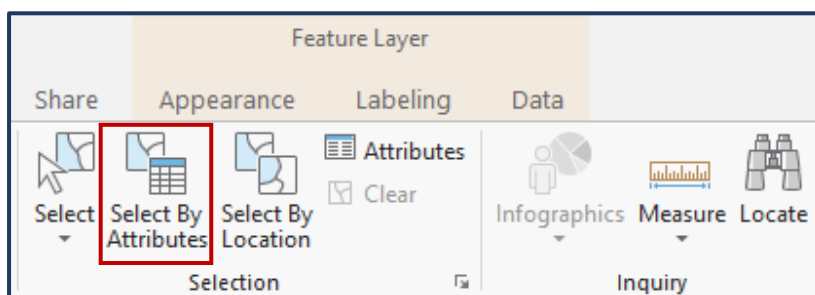 Feature Layer
Share Appearance Labeling Data
Select
Select By
Attributes
Select By
Location
Attributes
Clear
Infographics
Measure
Locate
Selection
Inquiry